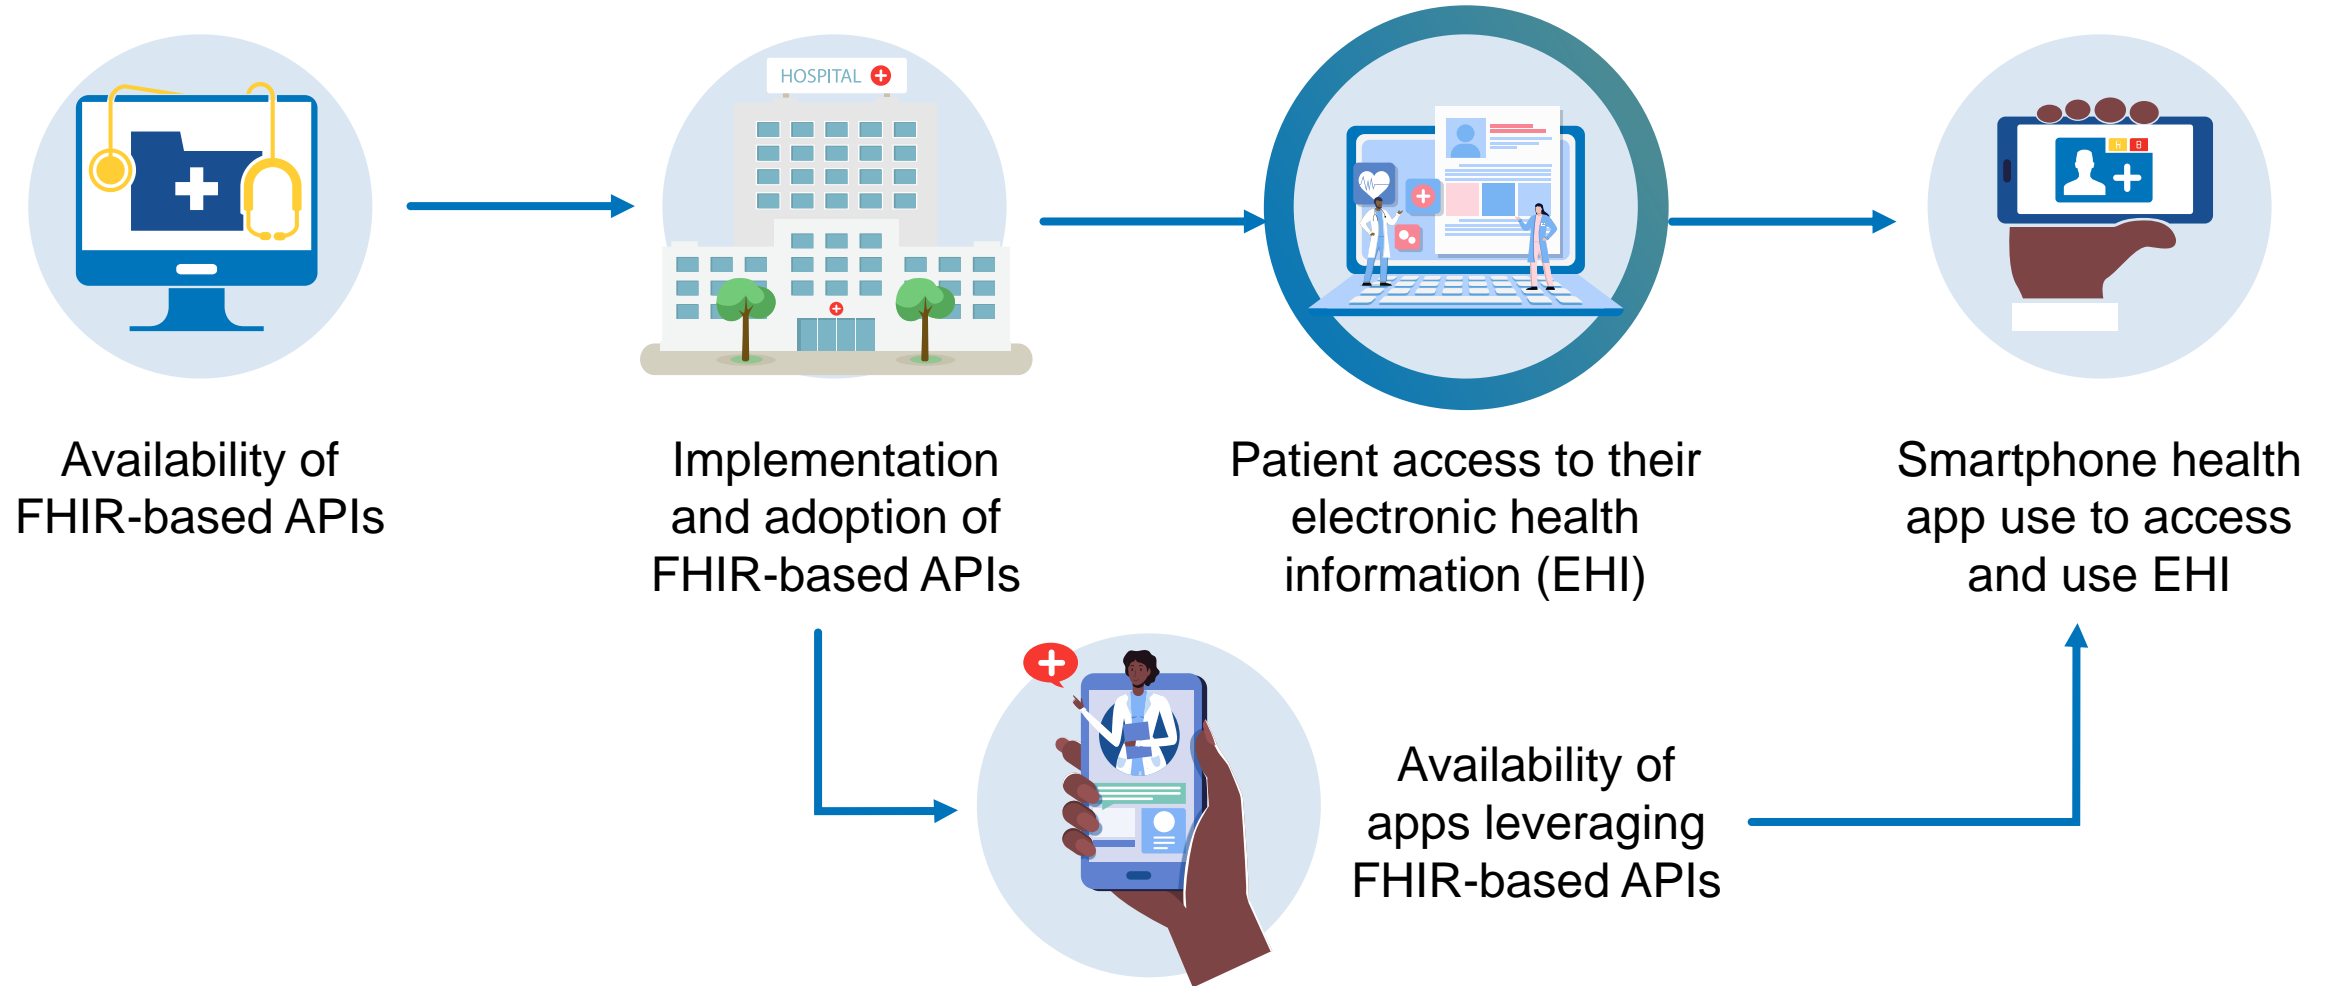 HOSPITAL
Availability of
FHIR-based APIs
Implementation
and adoption of
FHIR-based APIs
Patient access to their
electronic health
information (EHI)
Smartphone health
app use to access
and use EHI
Availability of
apps leveraging
FHIR-based APIs